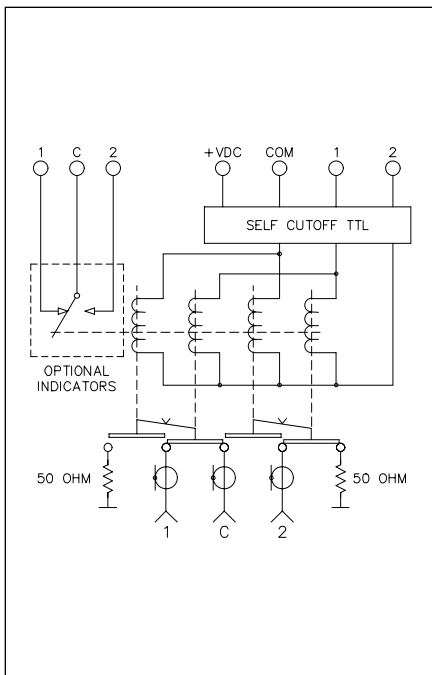 1 C 2 +VDC COM 1 2
SELF CUTOFF TTL
OPTIONAL
INDICATORS
50 OHM 50 OHM
1 C 2